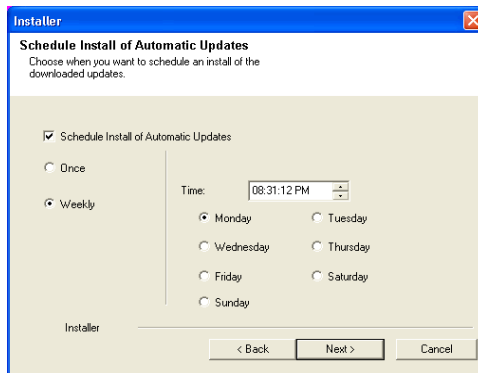 Installer
Schedule Install of Automatic Updates
Choose when you want to schedule an install of the
downloaded updates.
Schedule Install of Automatic Updates
Once
Weekly
Time: 08:31:12 PM
Monday Tuesday
Wednesday Thursday
Friday Saturday
Sunday
Installer
< Back Next > Cancel